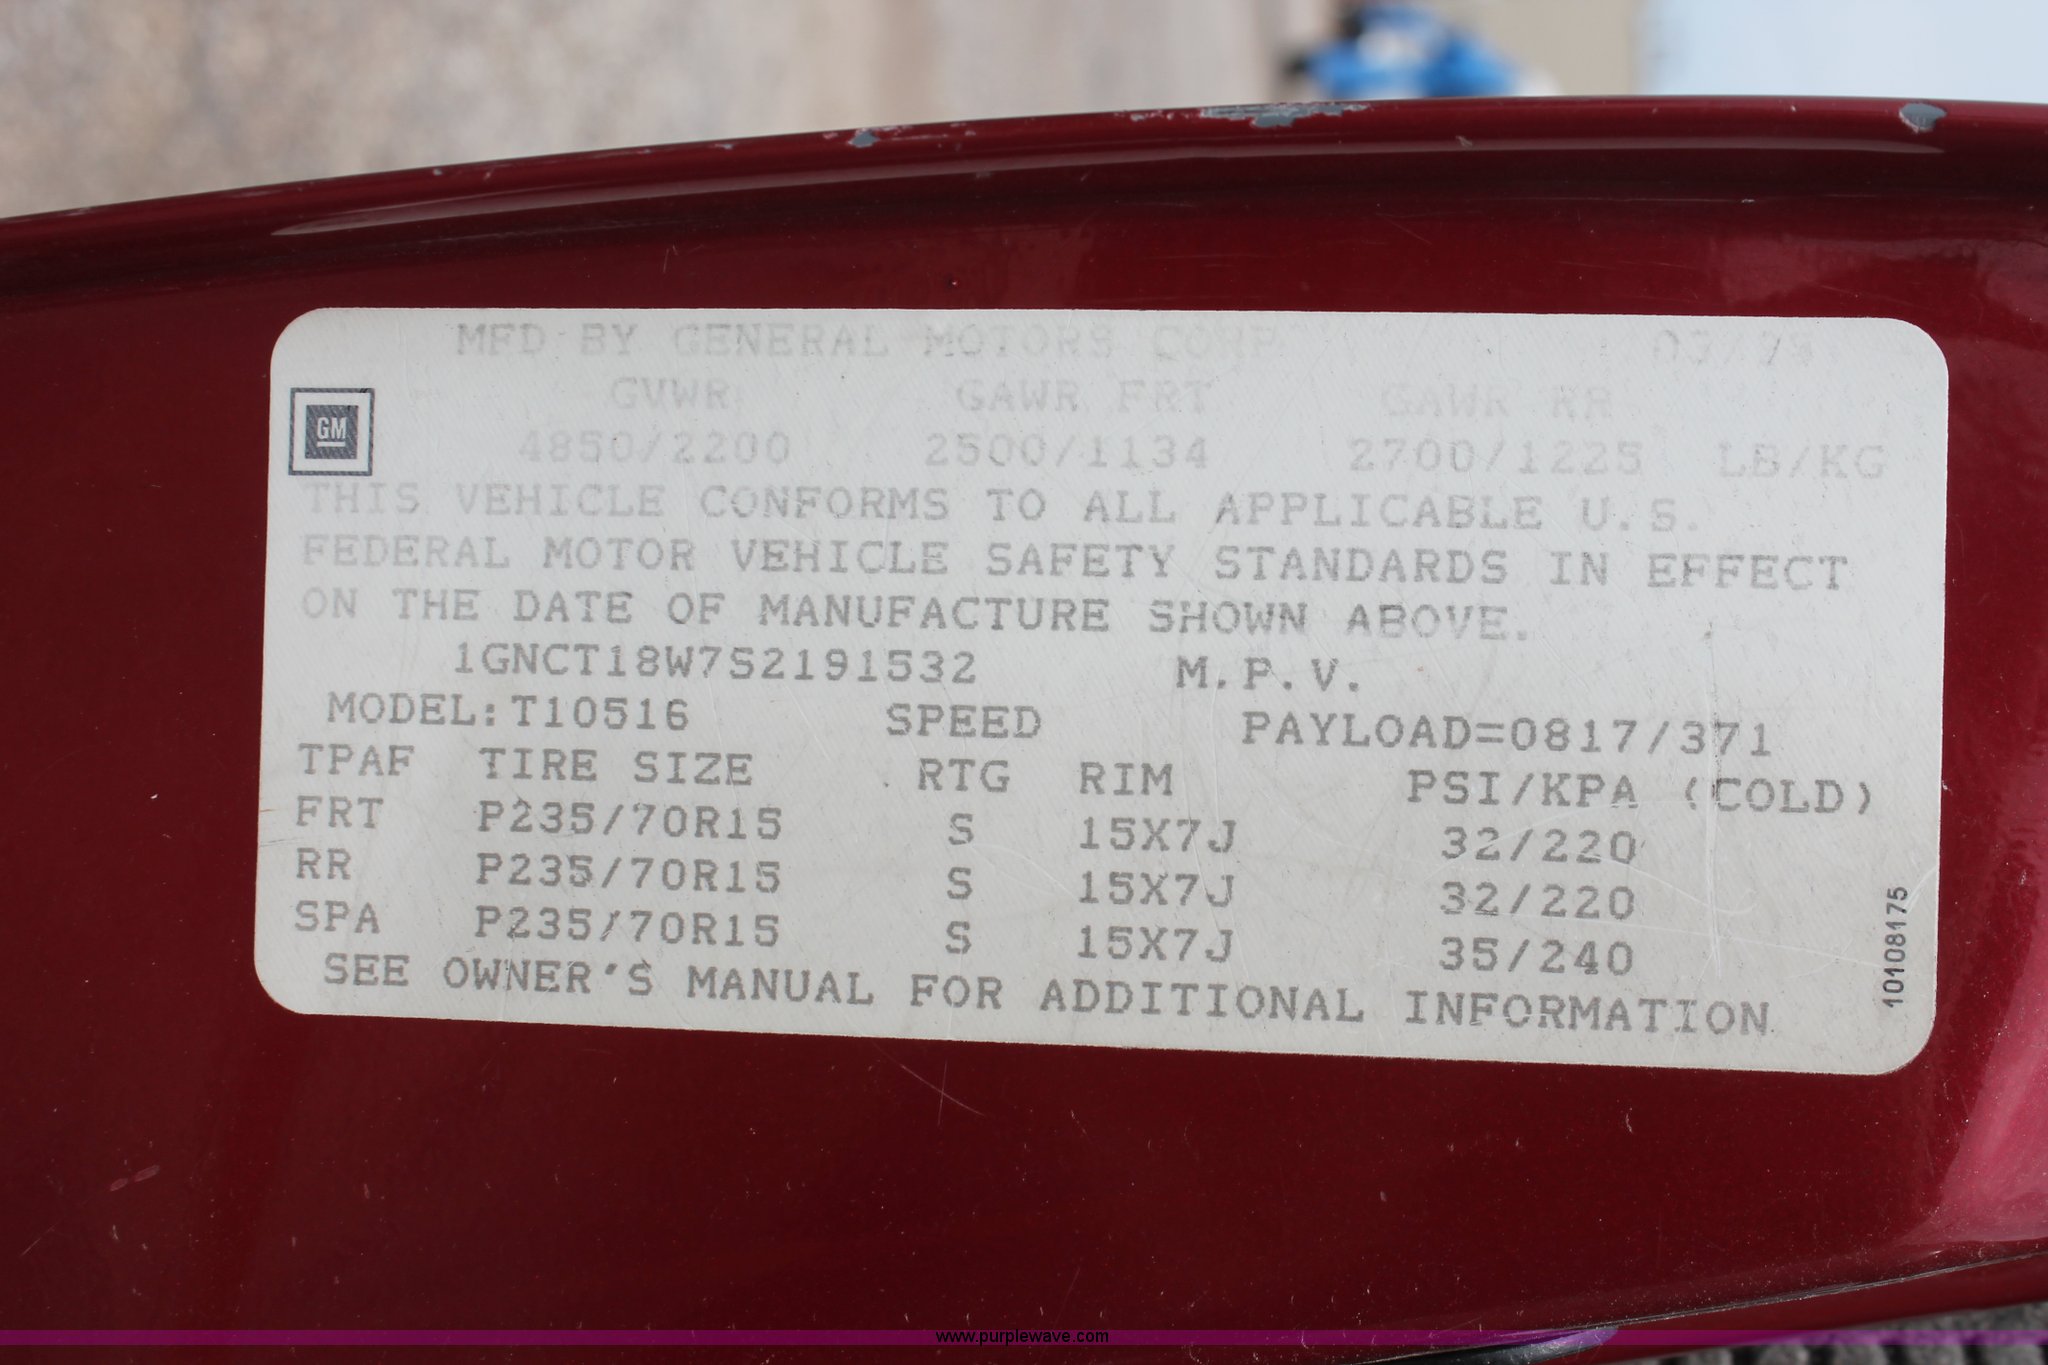 MFD BY GENERAL MOTORS CORP
GVWR GAWR FRT GAWR RR
GM
4850/2200 2500/1134 2700/1225 LB/KG
THIS VEHICLE CONFORMS TO ALL APPLICABLE U.S.
FEDERAL MOTOR VEHICLE SAFETY STANDARDS IN EFFECT
ON THE DATE OF MANUFACTURE SHOWN ABOVE.
1GNCT18W7S2191532 M.P.V.
MODEL:T10516 SPEED PAYLOAD=0817/371
TPAF TIRE SIZE RTG RIM PSI/KPA (COLD)
FRT P235/70R15 S 15X7J 32/220
RR P235/70R15 S 15X7J 32/220
SPA P235/70R15 S 15X7J 35/240
SEE OWNER'S MANUAL FOR ADDITIONAL INFORMATION
10108175
www.purplewave.com